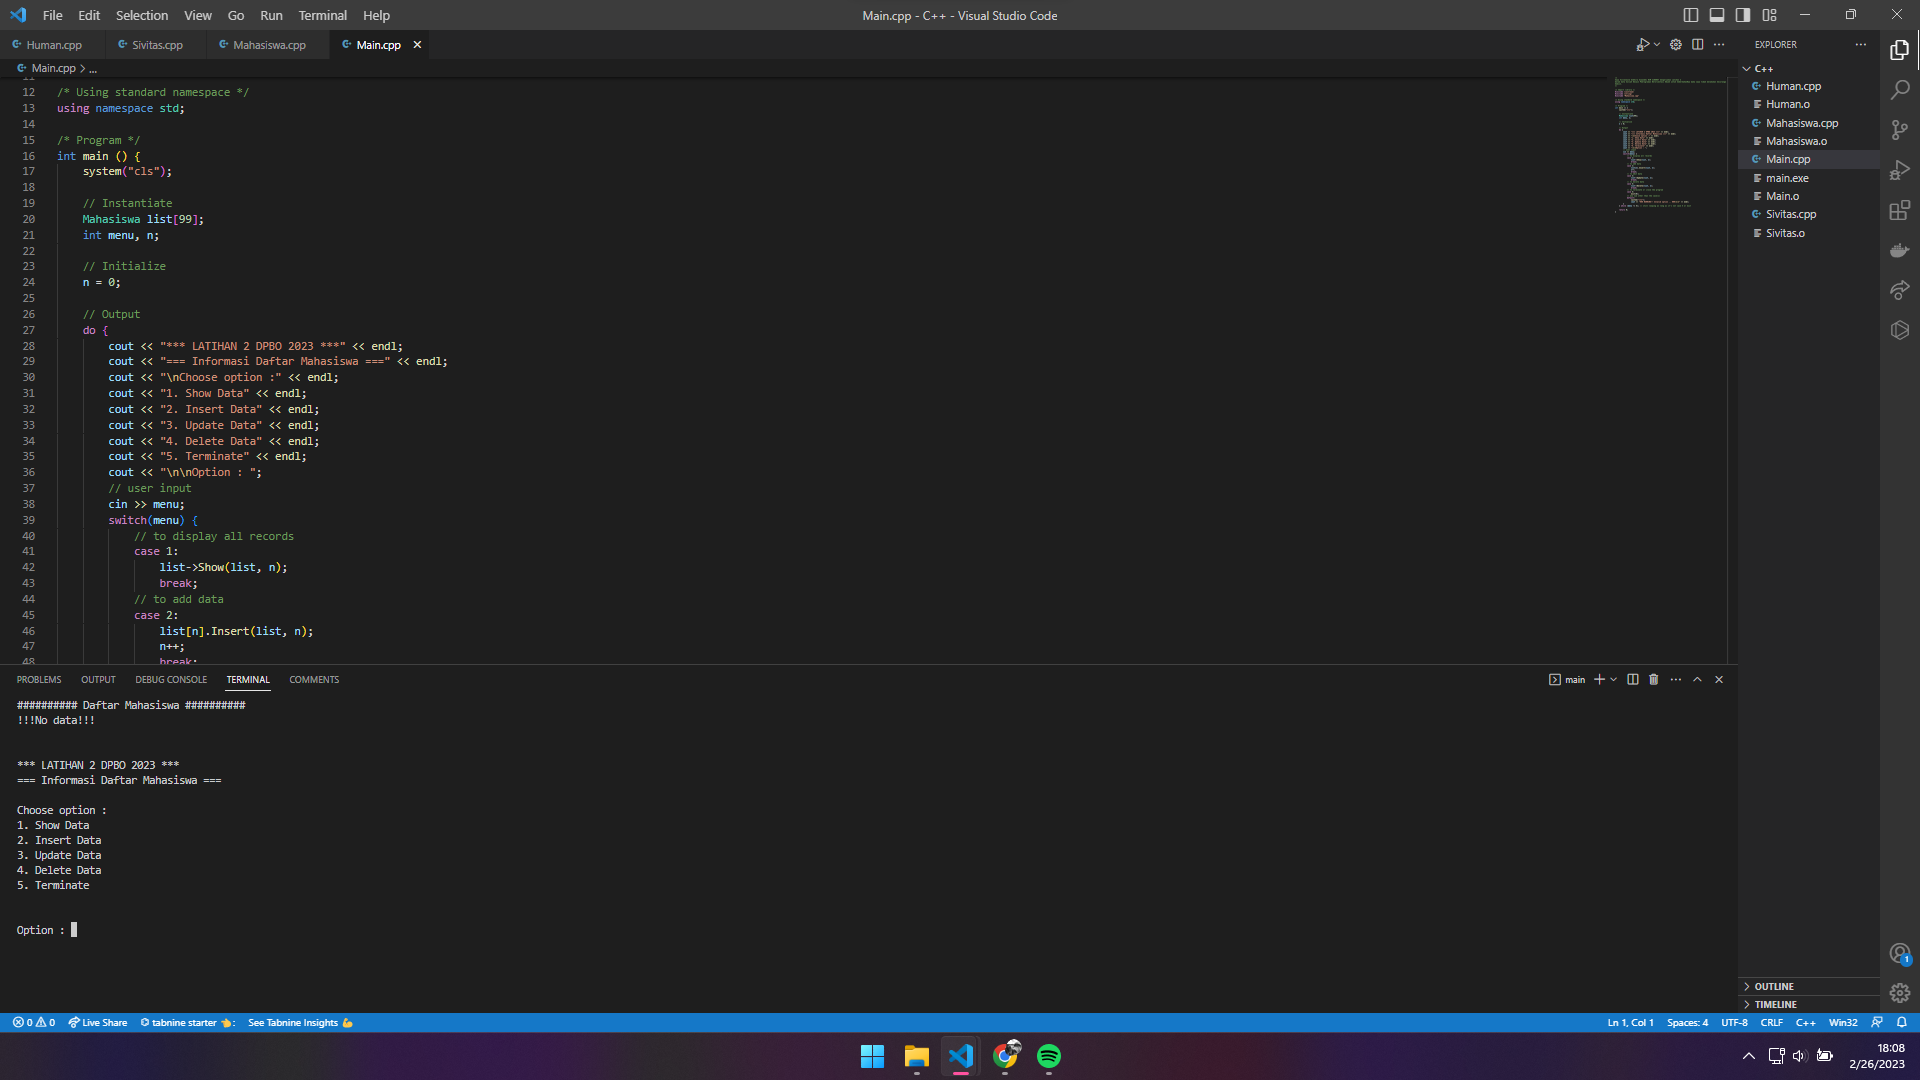 File Edit Selection View Go Run Terminal Help
Main.cpp - C++ - Visual Studio Code
Human.cpp Sivitas.cpp Mahasiswa.cpp Main.cpp
Main.cpp > ...
11
12 /* Using standard namespace */
13 using namespace std;
14
15 /* Program */
16 int main () {
17 system("cls");
18
19 // Instantiate
20 Mahasiswa list[99];
21 int menu, n;
22
23 // Initialize
24 n = 0;
25
26 // Output
27 do {
28 cout << "*** LATIHAN 2 DPBO 2023 ***" << endl;
29 cout << "=== Informasi Daftar Mahasiswa ===" << endl;
30 cout << "\nChoose option :" << endl;
31 cout << "1. Show Data" << endl;
32 cout << "2. Insert Data" << endl;
33 cout << "3. Update Data" << endl;
34 cout << "4. Delete Data" << endl;
35 cout << "5. Terminate" << endl;
36 cout << "\n\nOption : ";
37 // user input
38 cin >> menu;
39 switch(menu) {
40 // to display all records
41 case 1:
42 list->Show(list, n);
43 break;
44 // to add data
45 case 2:
46 list[n].Insert(list, n);
47 n++;
48 break;
PROBLEMS OUTPUT DEBUG CONSOLE TERMINAL COMMENTS
main
########## Daftar Mahasiswa ##########
!!!No data!!!
*** LATIHAN 2 DPBO 2023 ***
=== Informasi Daftar Mahasiswa ===
Choose option :
1. Show Data
2. Insert Data
3. Update Data
4. Delete Data
5. Terminate
Option :
EXPLORER
C++
Human.cpp
Human.o
Mahasiswa.cpp
Mahasiswa.o
Main.cpp
main.exe
Main.o
Sivitas.cpp
Sivitas.o
OUTLINE
TIMELINE
1
0 0 Live Share tabnine starter : See Tabnine Insights
Ln 1, Col 1 Spaces: 4 UTF-8 CRLF C++ Win32
18:08
2/26/2023